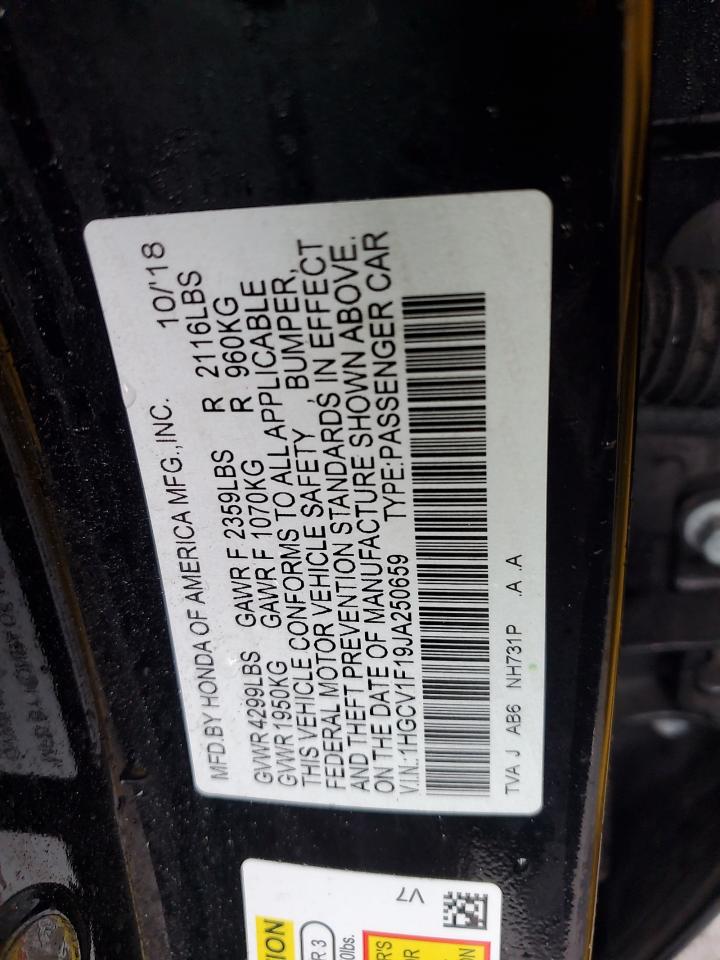 MFD.BY HONDA OF AMERICA MFG.,INC. 10/'18
GVWR 4299LBS GAWR F 2359LBS R 2116LBS
GVWR 1950KG GAWR F 1070KG R 960KG
THIS VEHICLE CONFORMS TO ALL APPLICABLE
FEDERAL MOTOR VEHICLE SAFETY , BUMPER,
AND THEFT PREVENTION STANDARDS IN EFFECT
ON THE DATE OF MANUFACTURE SHOWN ABOVE.
V.I.N.:1HGCV1F19JA250659 TYPE:PASSENGER CAR
TVA J AB6 NH731P .A .A
V7
R 3
0lbs.